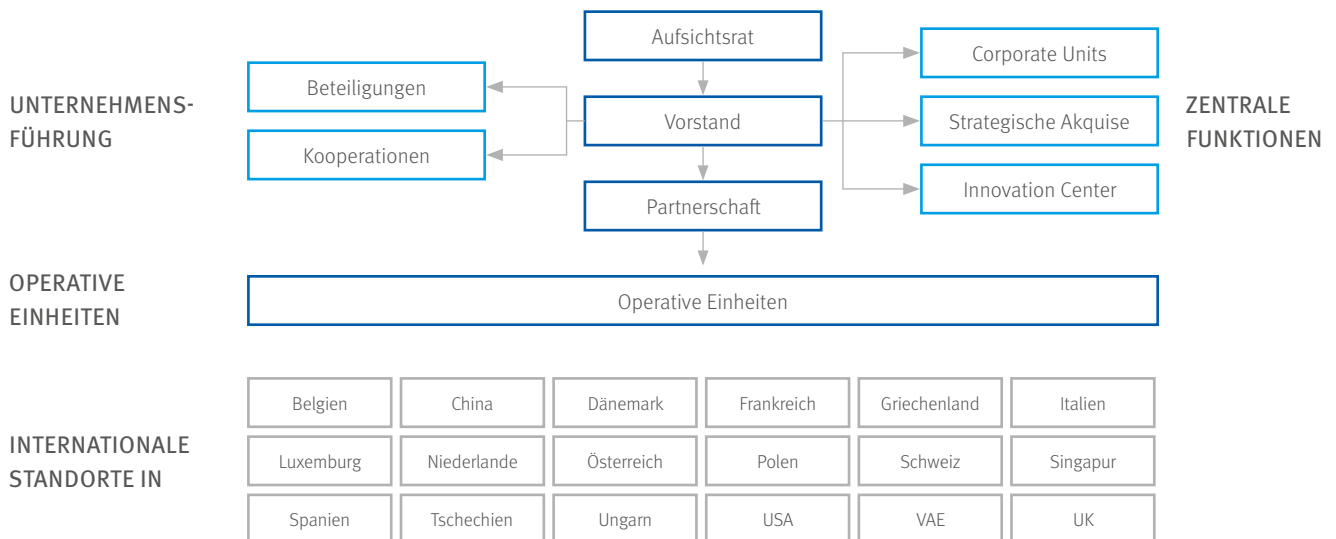 Aufsichtsrat
Corporate Units
Beteiligungen
UNTERNEHMENS-
FÜHRUNG
Vorstand
Strategische Akquise
ZENTRALE
FUNKTIONEN
Kooperationen
Innovation Center
Partnerschaft
OPERATIVE
EINHEITEN
Operative Einheiten
INTERNATIONALE
STANDORTE IN
Belgien
China
Dänemark
Frankreich
Griechenland
Italien
Luxemburg
Niederlande
Österreich
Polen
Schweiz
Singapur
Spanien
Tschechien
Ungarn
USA
VAE
UK